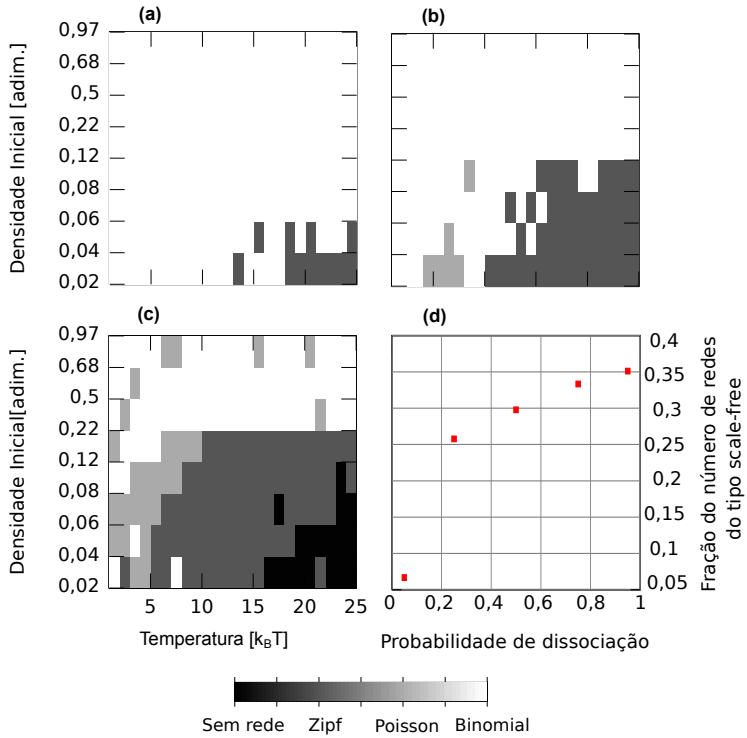 (a)
(b)
Densidade Inicial [adim.]
0,97
0,68
0,5
0,22
0,12
0,08
0,06
0,04
0,02
(c)
(d)
Densidade Inicial[adim.]
0,97
0,68
0,5
0,22
0,12
0,08
0,06
0,04
0,02
5 10 15 20 25
Temperatura [kBT]
0,4
0,35
0,3
0,25
0,2
0,15
0,1
0,05
Fração do número de redes
do tipo scale-free
0 0,2 0,4 0,6 0,8 1
Probabilidade de dissociação
Sem rede Zipf Poisson Binomial